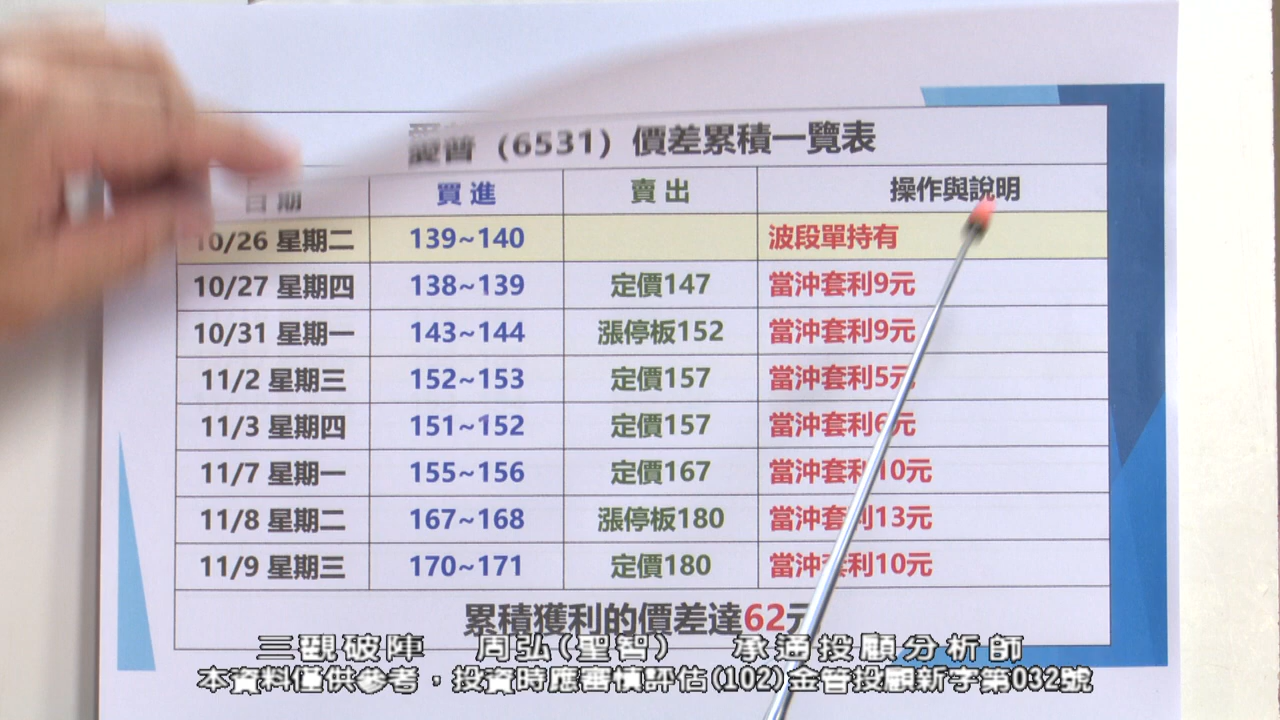 愛普（6531）價差累積一覽表
日 期 買 進 賣 出 操作與說明
10/26 星期二 139~140 波段單持有
10/27 星期四 138~139 定價147 當沖套利9元
10/31 星期一 143~144 漲停板152 當沖套利9元
11/2 星期三 152~153 定價157 當沖套利5元
11/3 星期四 151~152 定價157 當沖套利6元
11/7 星期一 155~156 定價167 當沖套利10元
11/8 星期二 167~168 漲停板180 當沖套利13元
11/9 星期三 170~171 定價180 當沖套利10元
累積獲利的價差達62元
三觀破陣 周弘(聖智) 承通投顧分析師
本資料僅供參考，投資時應審慎評估(102)金管投顧新字第032號